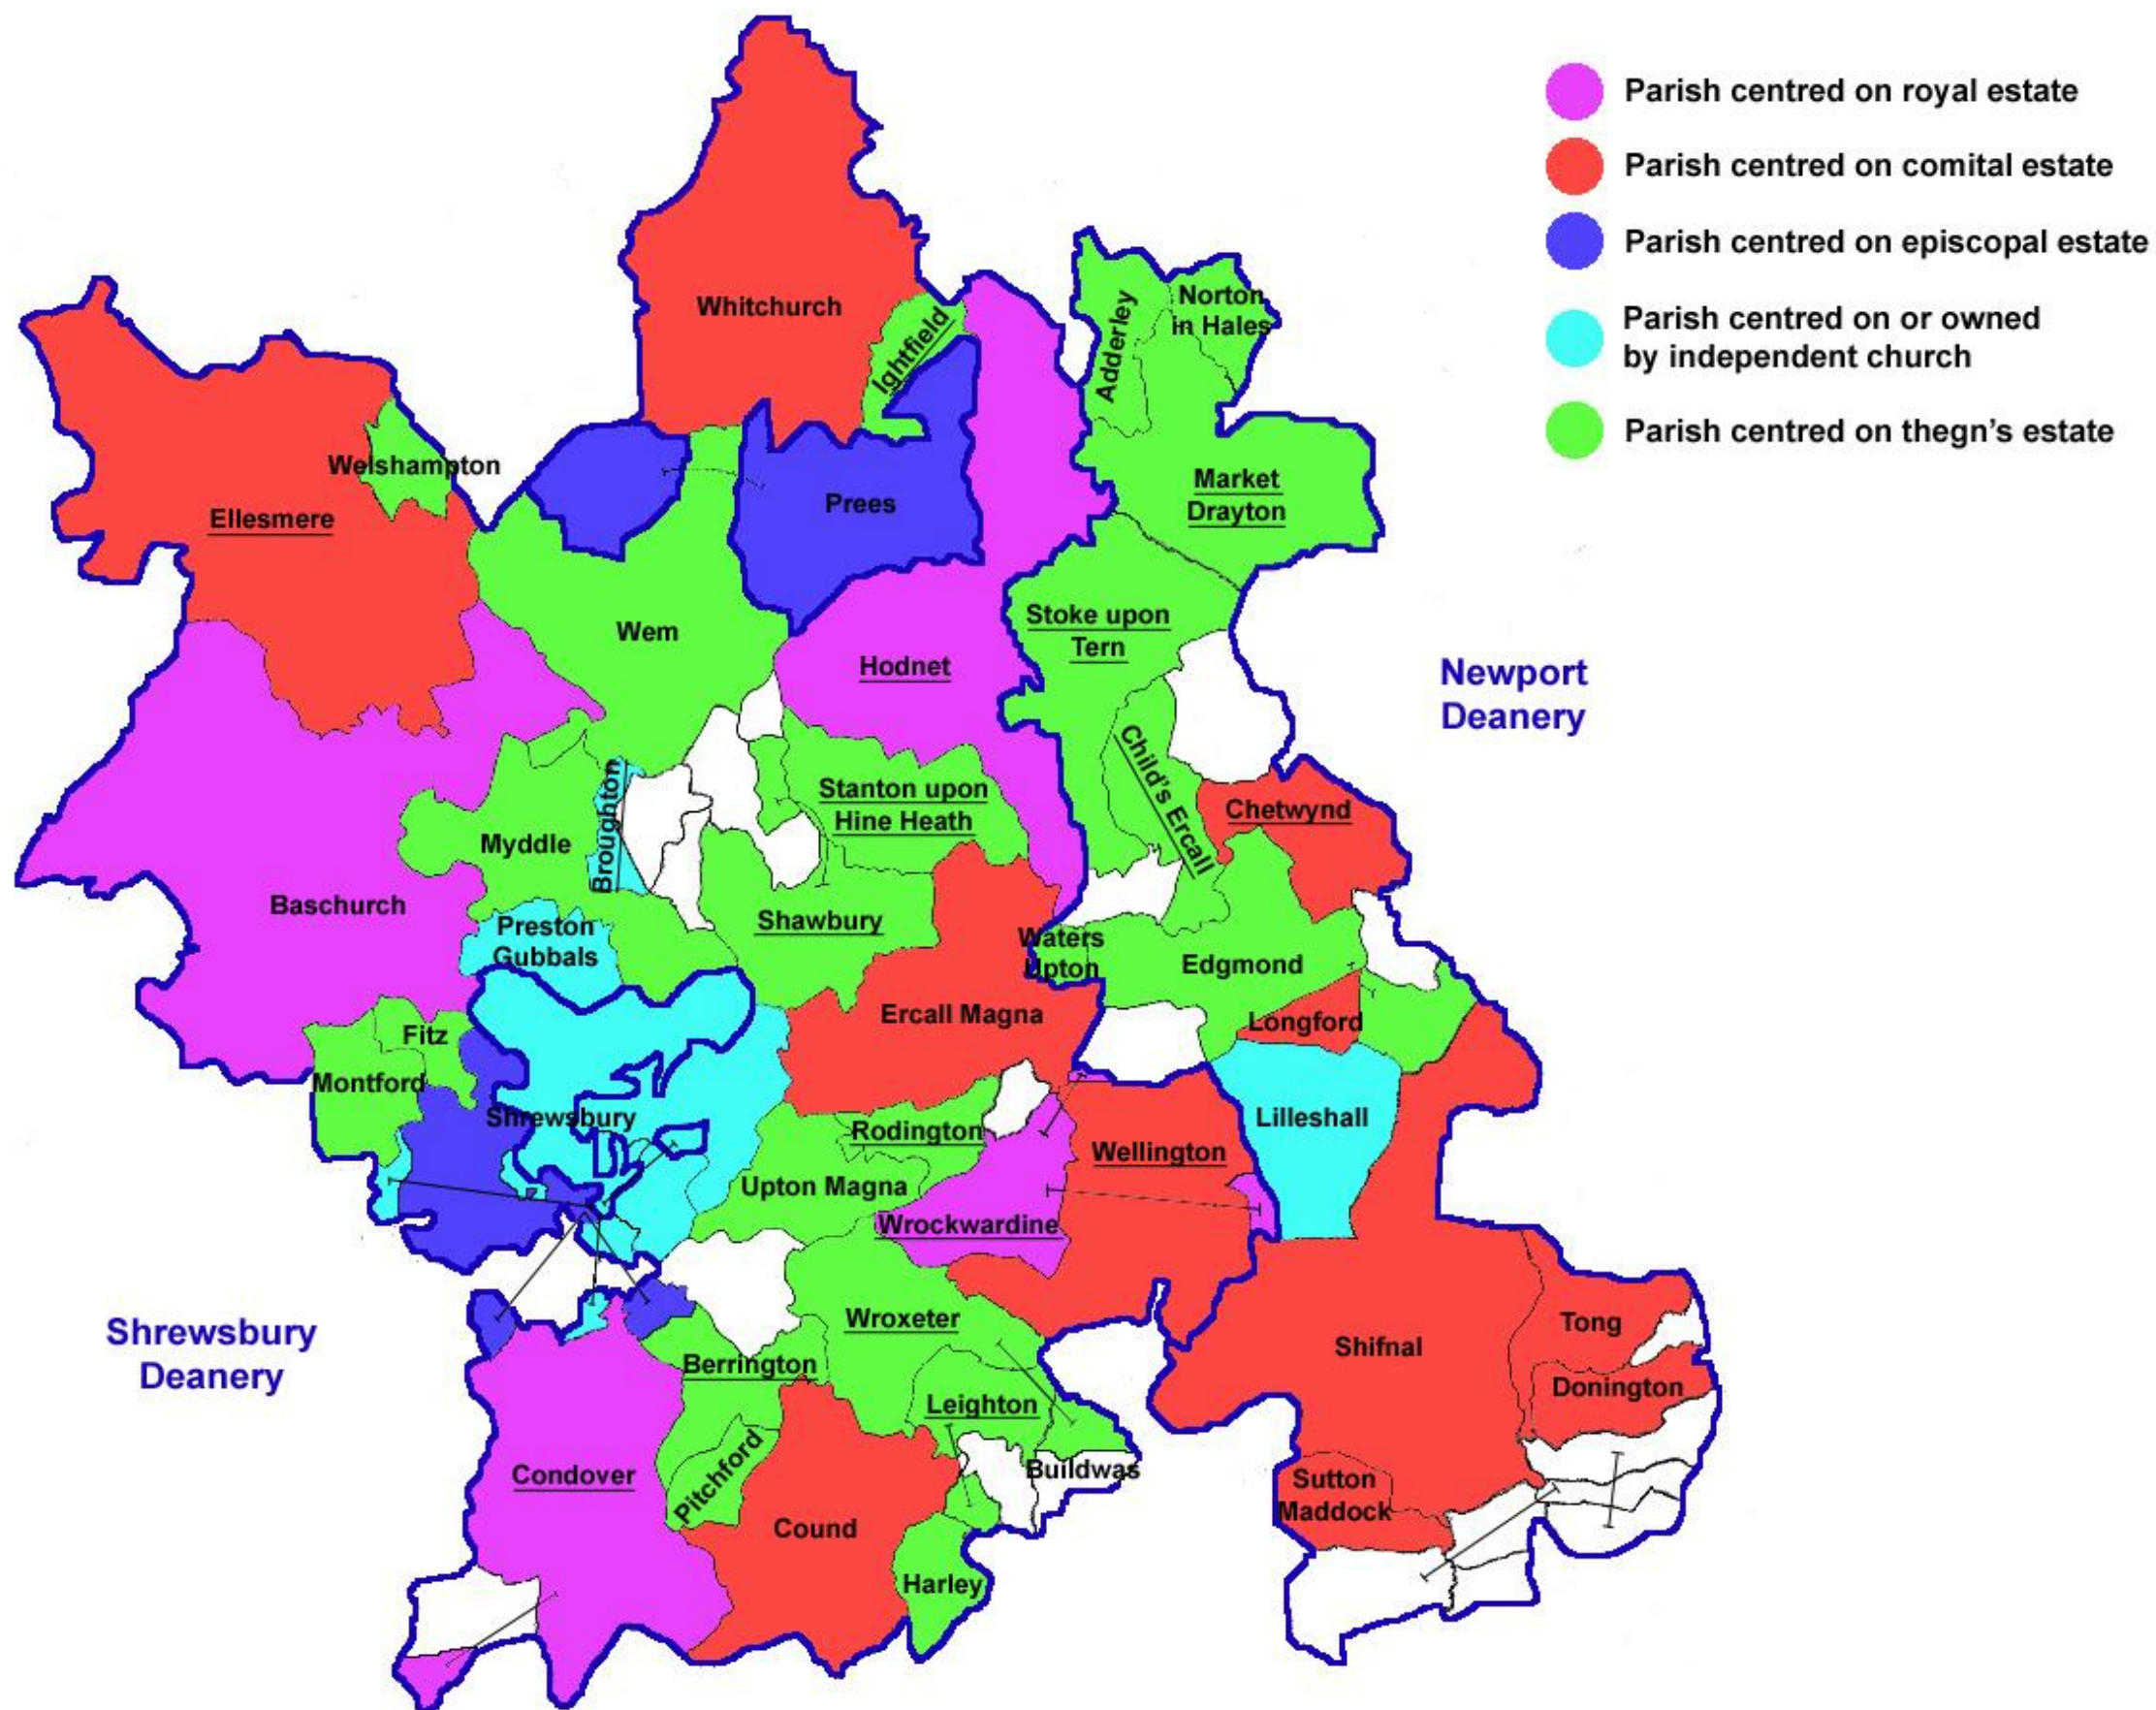 Parish centred on royal estate
Parish centred on comital estate
Parish centred on episcopal estate
Parish centred on or owned
by independent church
Parish centred on thegn's estate
Whitchurch
Ightfield
Adderley
Norton
in Hales
Welshampton
Ellesmere
Prees
Market
Drayton
Wem
Stoke upon
Tern
Hodnet
Newport
Deanery
Child's Ercall
Broughton
Stanton upon
Hine Heath
Chetwynd
Myddle
Baschurch
Shawbury
Preston
Gubbals
Waters
Upton
Edgmond
Ercall Magna
Longford
Fitz
Montford
Shrewsbury
Rodington
Lilleshall
Wellington
Upton Magna
Wrockwardine
Wroxeter
Shrewsbury
Deanery
Tong
Shifnal
Berrington
Donington
Leighton
Pitchford
Condover
Buildwas
Sutton
Maddock
Cound
Harley